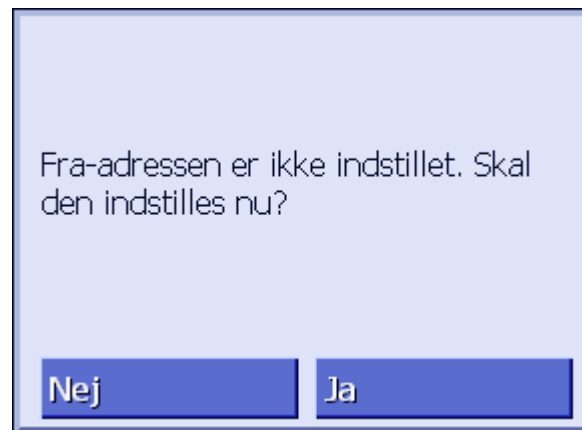 Fra-adressen er ikke indstillet. Skal
den indstilles nu?
Nej
Ja